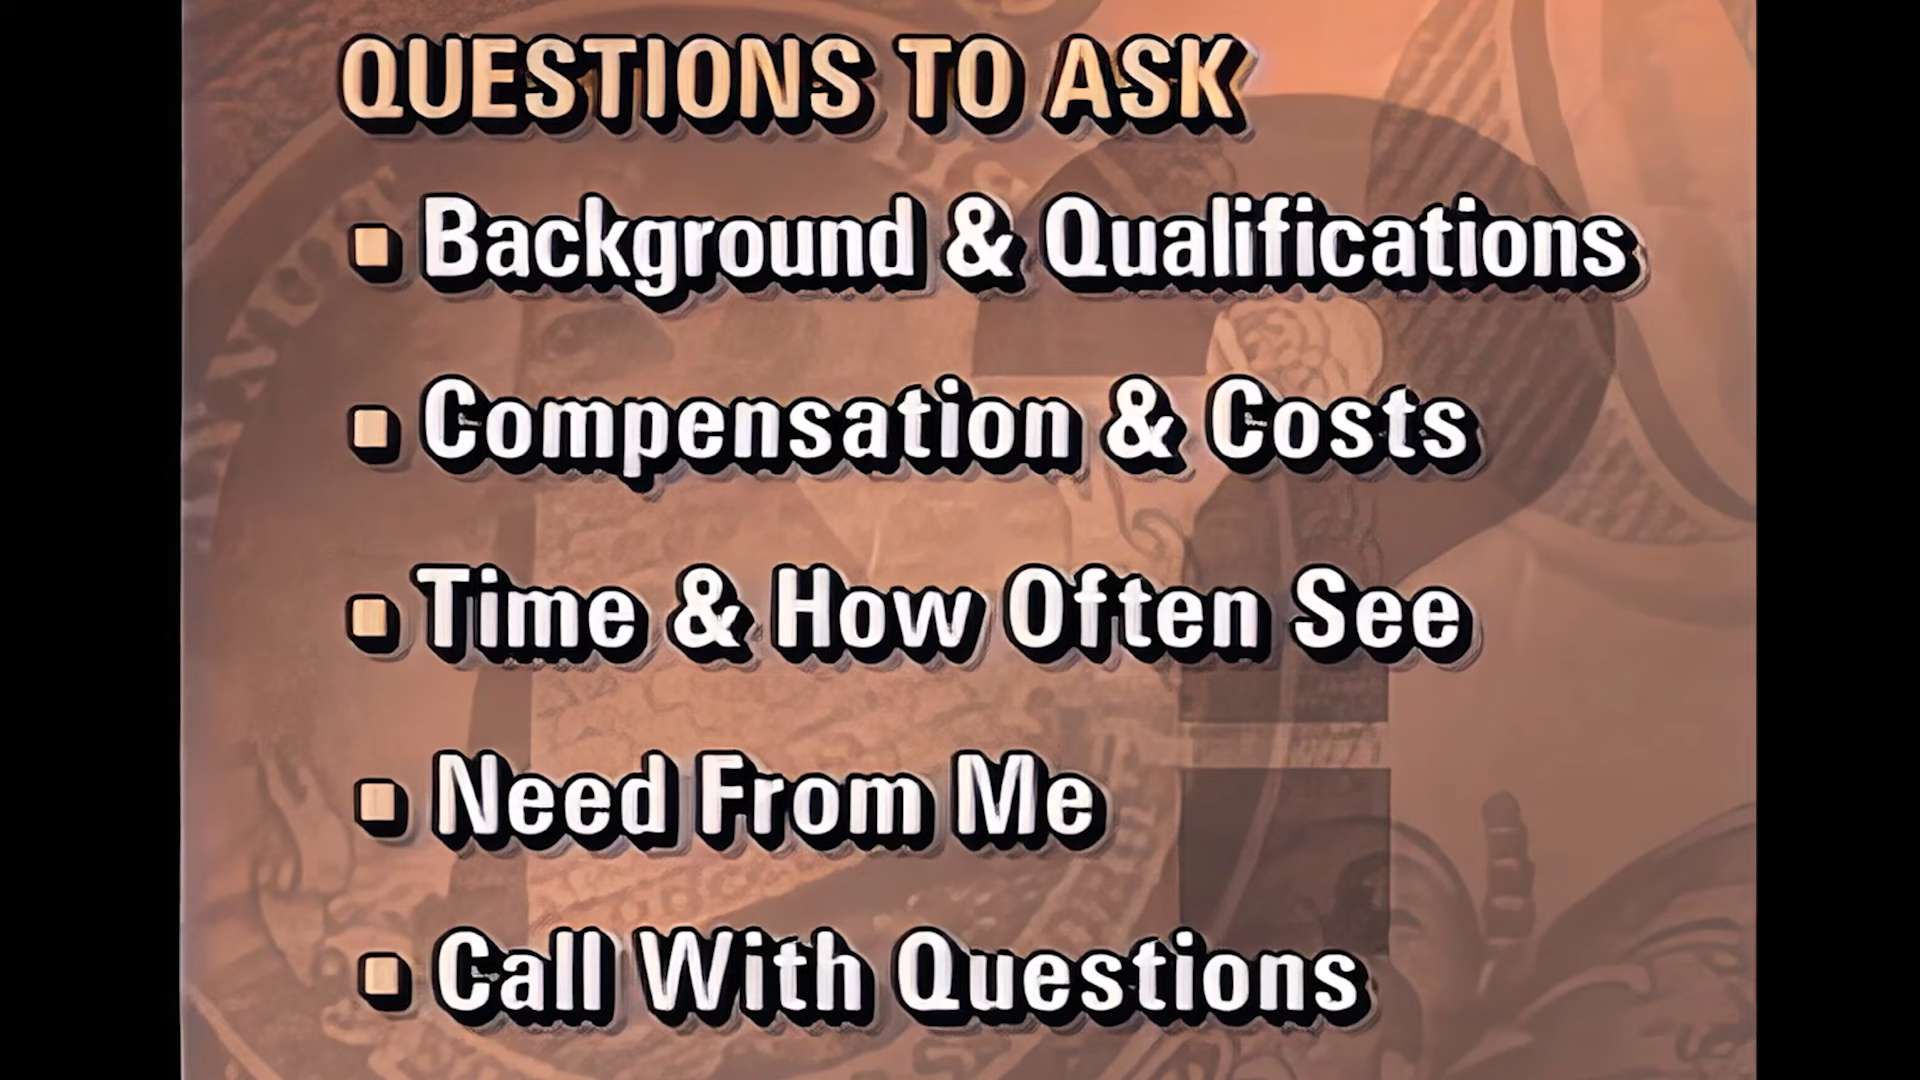 QUESTIONS TO ASK
Background & Qualifications
Compensation & Costs
Time & How Often See
Need From Me
Call With Questions